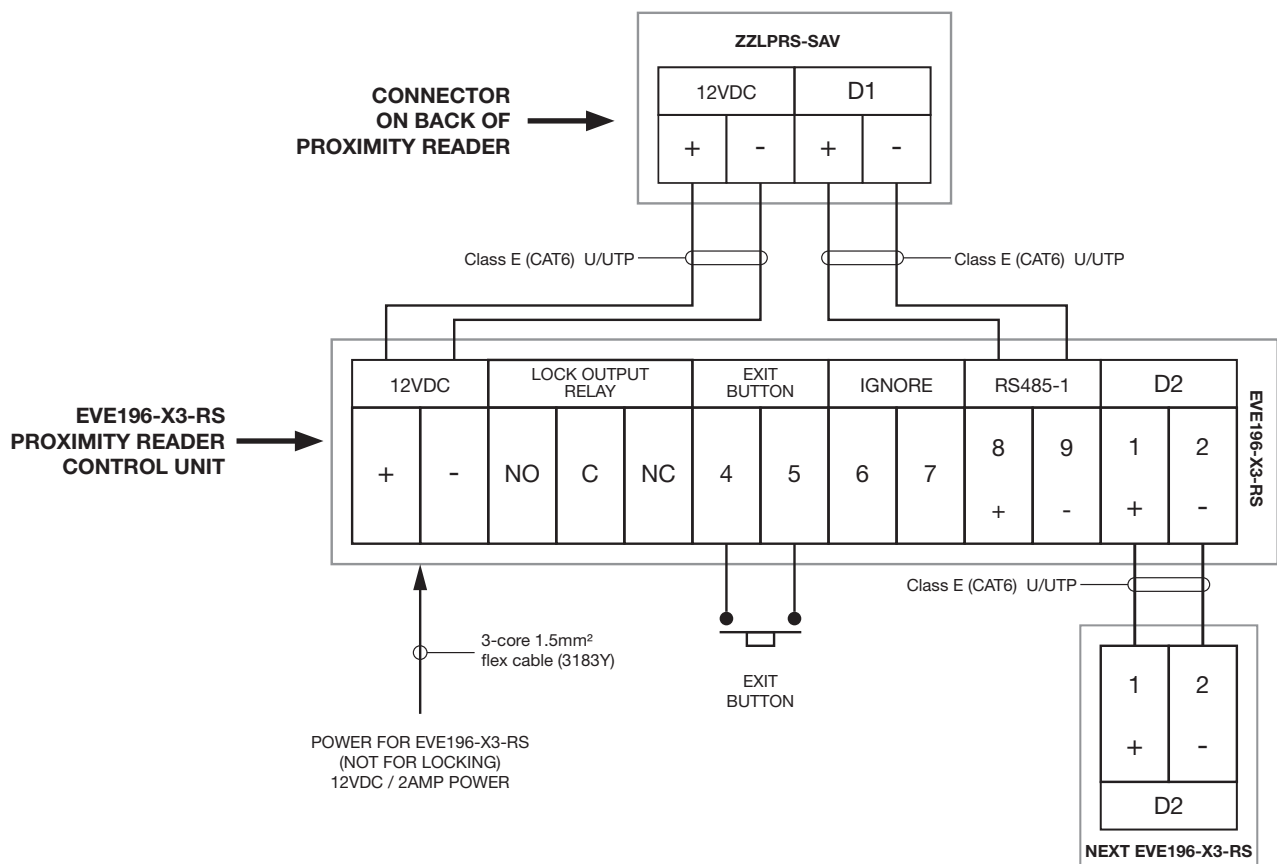 ZZLPRS-SAV
12VDC D1
+ - + -
CONNECTOR
ON BACK OF
PROXIMITY READER
Class E (CAT6) U/UTP
Class E (CAT6) U/UTP
12VDC
LOCK OUTPUT
RELAY
EXIT
BUTTON
IGNORE
RS485-1
D2
+ - NO C NC 4 5 6 7 8 9 1 2
+ - + -
EVE196-X3-RS
EVE196-X3-RS
PROXIMITY READER
CONTROL UNIT
Class E (CAT6) U/UTP
3-core 1.5mm²
flex cable (3183Y)
EXIT
BUTTON
POWER FOR EVE196-X3-RS
(NOT FOR LOCKING)
12VDC / 2AMP POWER
1 2
+ -
D2
NEXT EVE196-X3-RS